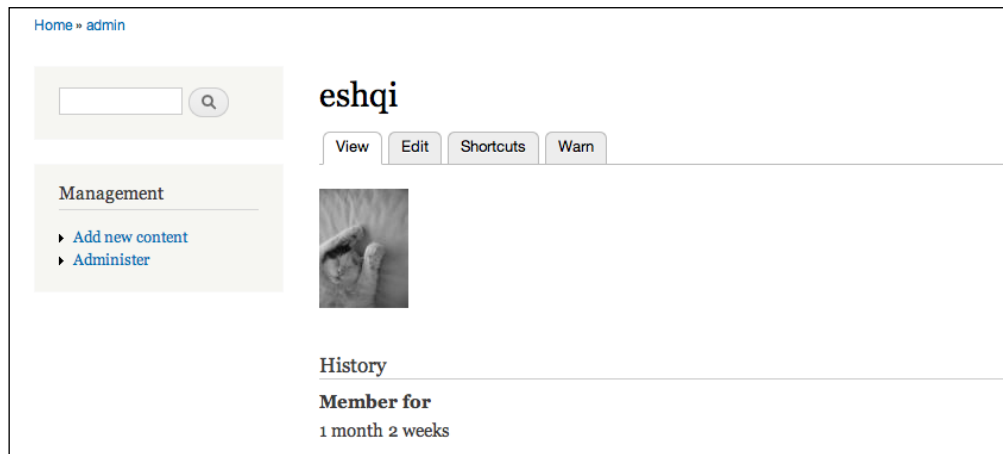 Home » admin
eshqi
View Edit Shortcuts Warn
Management
Add new content
Administer
History
Member for
1 month 2 weeks